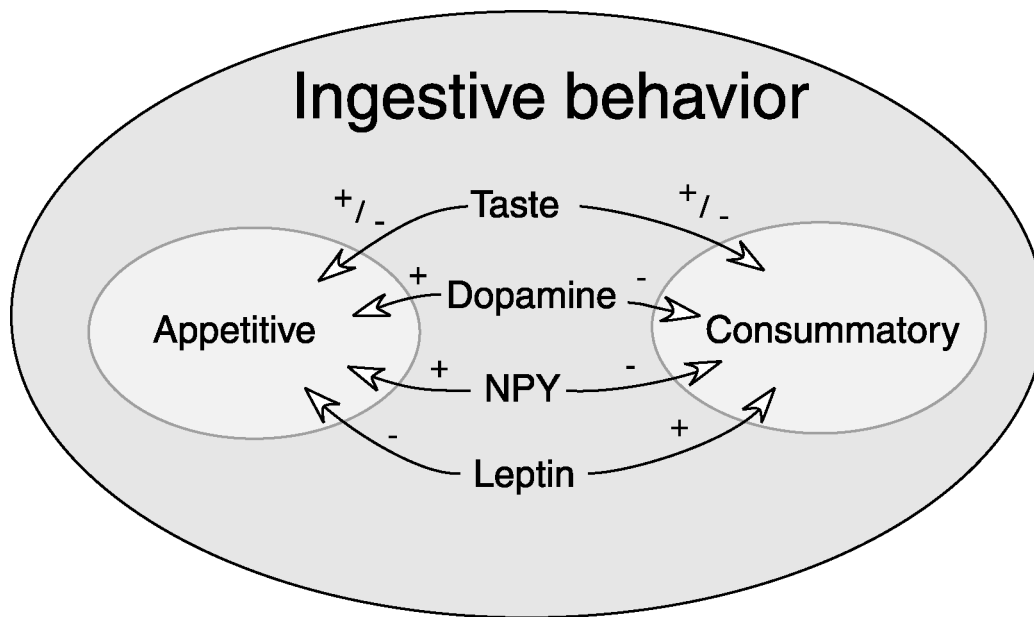 Ingestive behavior
+/- Taste +/-
+ Dopamine -
Appetitive Consummatory
+ NPY -
- +
Leptin